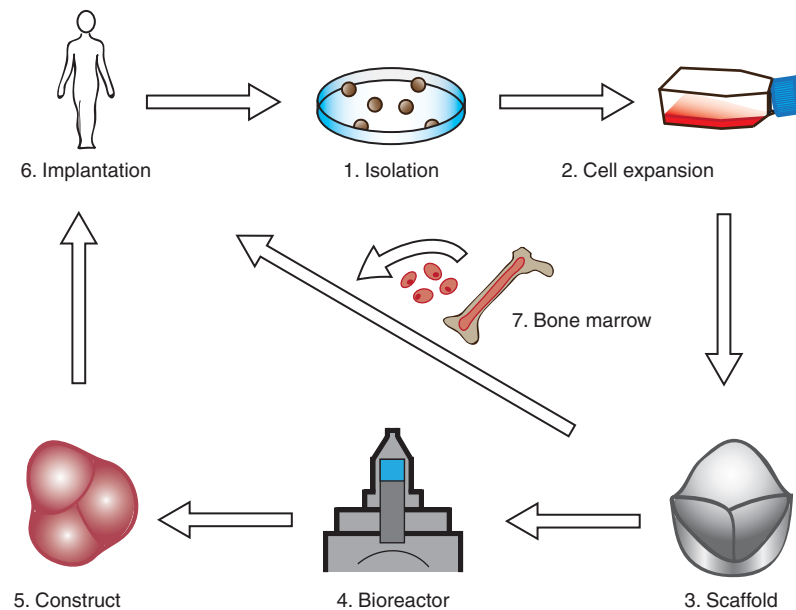 6. Implantation
1. Isolation
2. Cell expansion
7. Bone marrow
5. Construct
4. Bioreactor
3. Scaffold